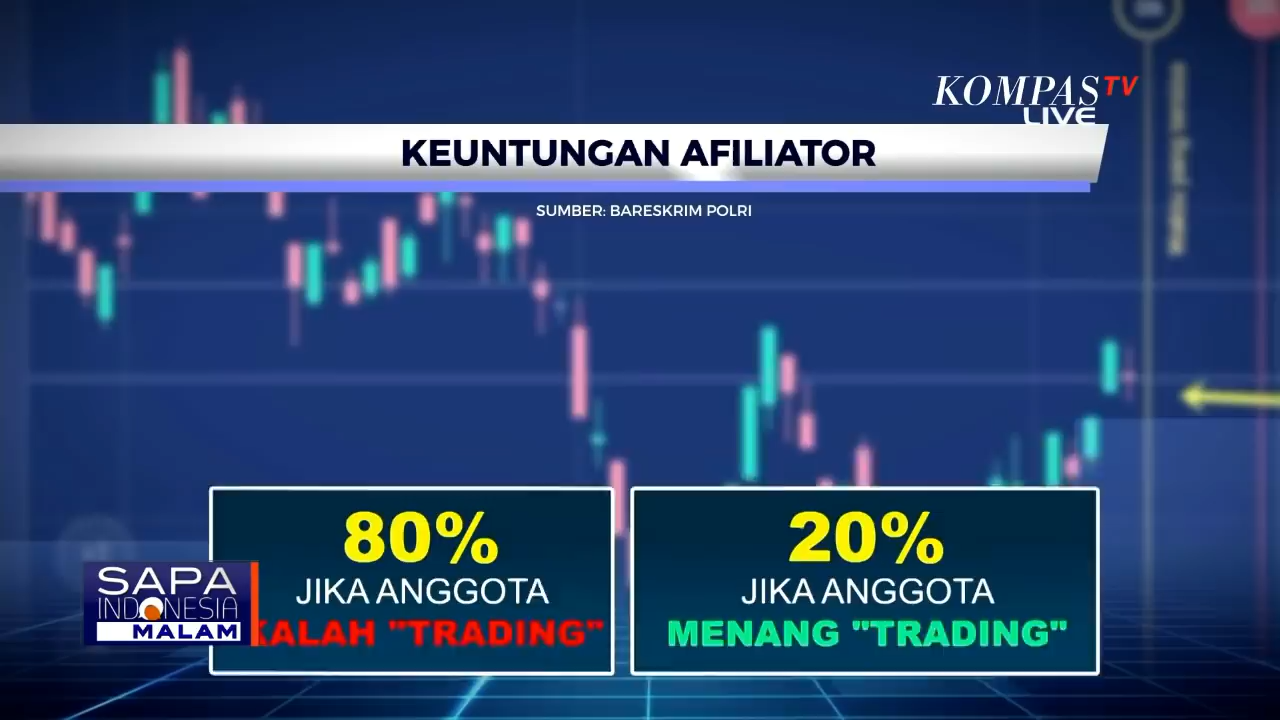 KOMPAS TV
LIVE
KEUNTUNGAN AFILIATOR
SUMBER: BARESKRIM POLRI
80%
JIKA ANGGOTA
KALAH "TRADING"
20%
JIKA ANGGOTA
MENANG "TRADING"
SAPA
INDONESIA
MALAM